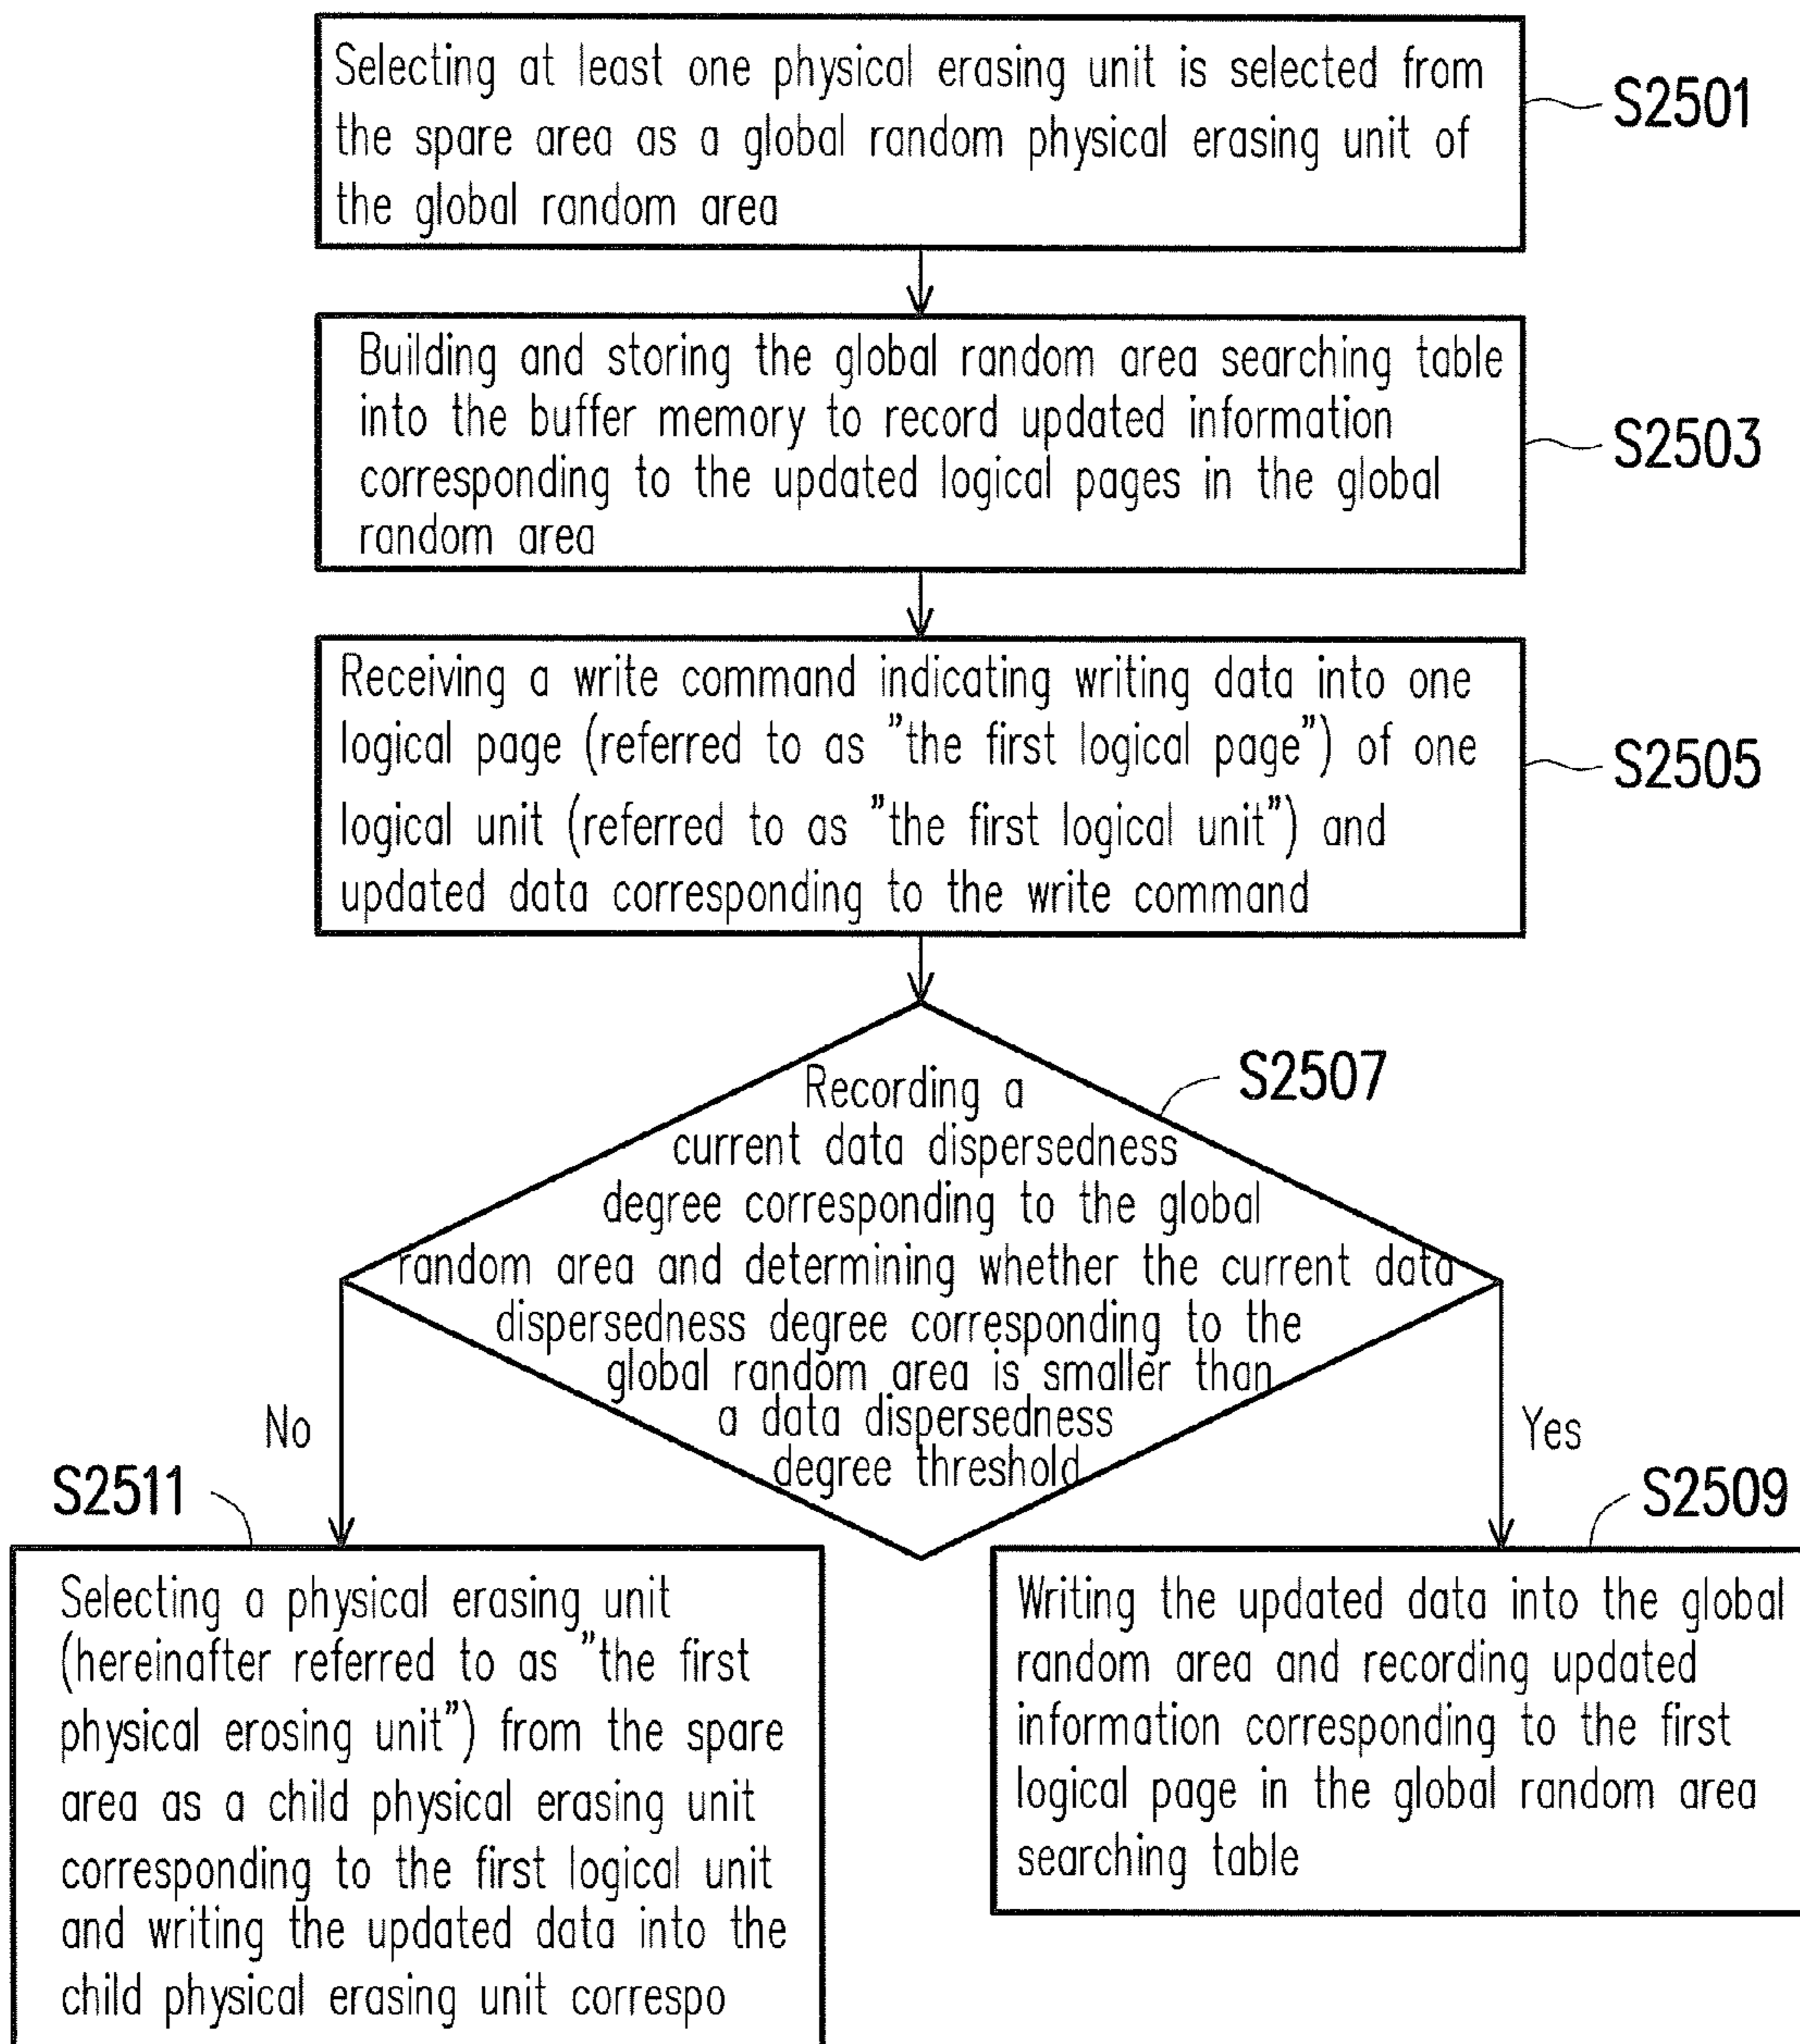 Selecting at least one physical erasing unit is selected from
the spare area as a global random physical erasing unit of
the global random area
S2501
Building and storing the global random area searching table
into the buffer memory to record updated information
corresponding to the updated logical pages in the global
random area
S2503
Receiving a write command indicating writing data into one
logical page (referred to as "the first logical page") of one
logical unit (referred to as "the first logical unit") and
updated data corresponding to the write command
S2505
Recording a
current data dispersedness
degree corresponding to the global
random area and determining whether the current data
dispersedness degree corresponding to the
global random area is smaller than
a data dispersedness
degree threshold
S2507
No
Yes
S2511
Selecting a physical erasing unit
(hereinafter referred to as "the first
physical erosing unit") from the spare
area as a child physical erasing unit
corresponding to the first logical unit
and writing the updated data into the
child physical erasing unit correspo
S2509
Writing the updated data into the global
random area and recording updated
information corresponding to the first
logical page in the global random area
searching table